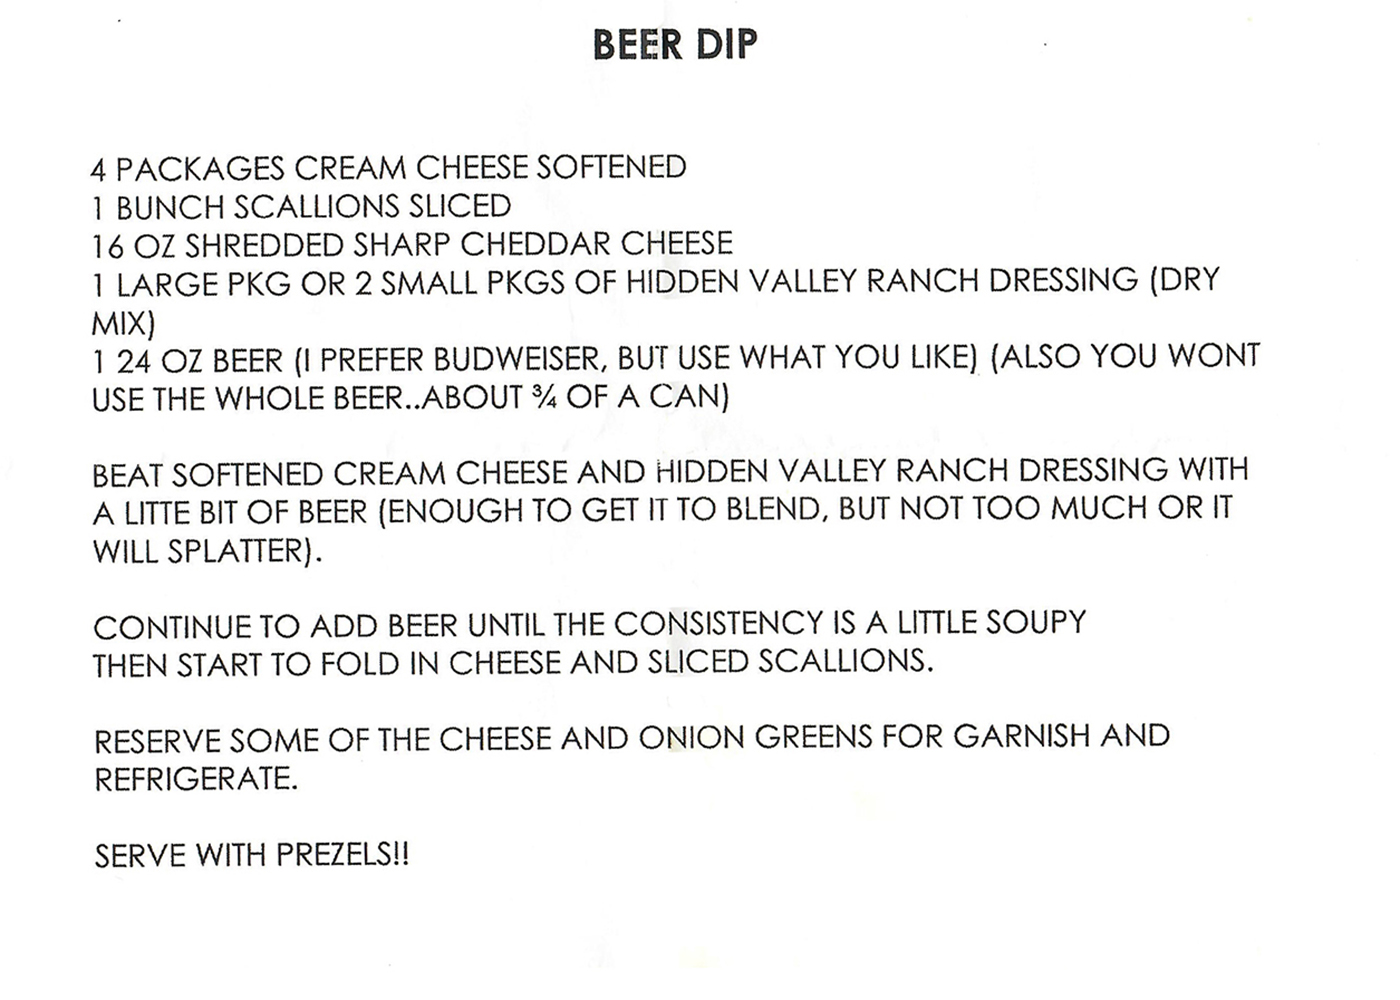 BEER DIP
4 PACKAGES CREAM CHEESE SOFTENED
1 BUNCH SCALLIONS SLICED
16 OZ SHREDDED SHARP CHEDDAR CHEESE
1 LARGE PKG OR 2 SMALL PKGS OF HIDDEN VALLEY RANCH DRESSING (DRY
MIX)
1 24 OZ BEER (I PREFER BUDWEISER, BUT USE WHAT YOU LIKE) (ALSO YOU WONT
USE THE WHOLE BEER..ABOUT ¾ OF A CAN)
BEAT SOFTENED CREAM CHEESE AND HIDDEN VALLEY RANCH DRESSING WITH
A LITTE BIT OF BEER (ENOUGH TO GET IT TO BLEND, BUT NOT TOO MUCH OR IT
WILL SPLATTER).
CONTINUE TO ADD BEER UNTIL THE CONSISTENCY IS A LITTLE SOUPY
THEN START TO FOLD IN CHEESE AND SLICED SCALLIONS.
RESERVE SOME OF THE CHEESE AND ONION GREENS FOR GARNISH AND
REFRIGERATE.
SERVE WITH PREZELS!!